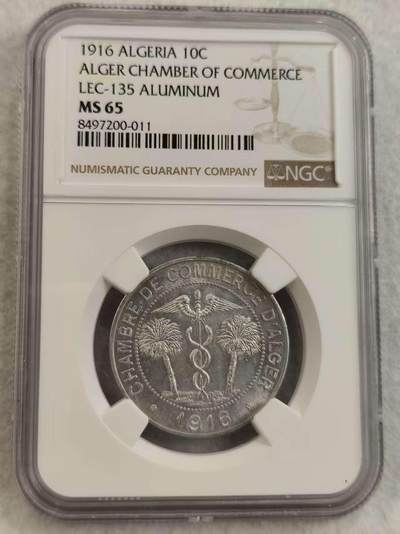 1916 ALGERIA 10C
ALGER CHAMBER OF COMMERCE
LEC-135 ALUMINUM
MS 65
8497200-011
NUMISMATIC GUARANTY COMPANY
NGC
CHAMBRE DE COMMERCE D'ALGER
1916